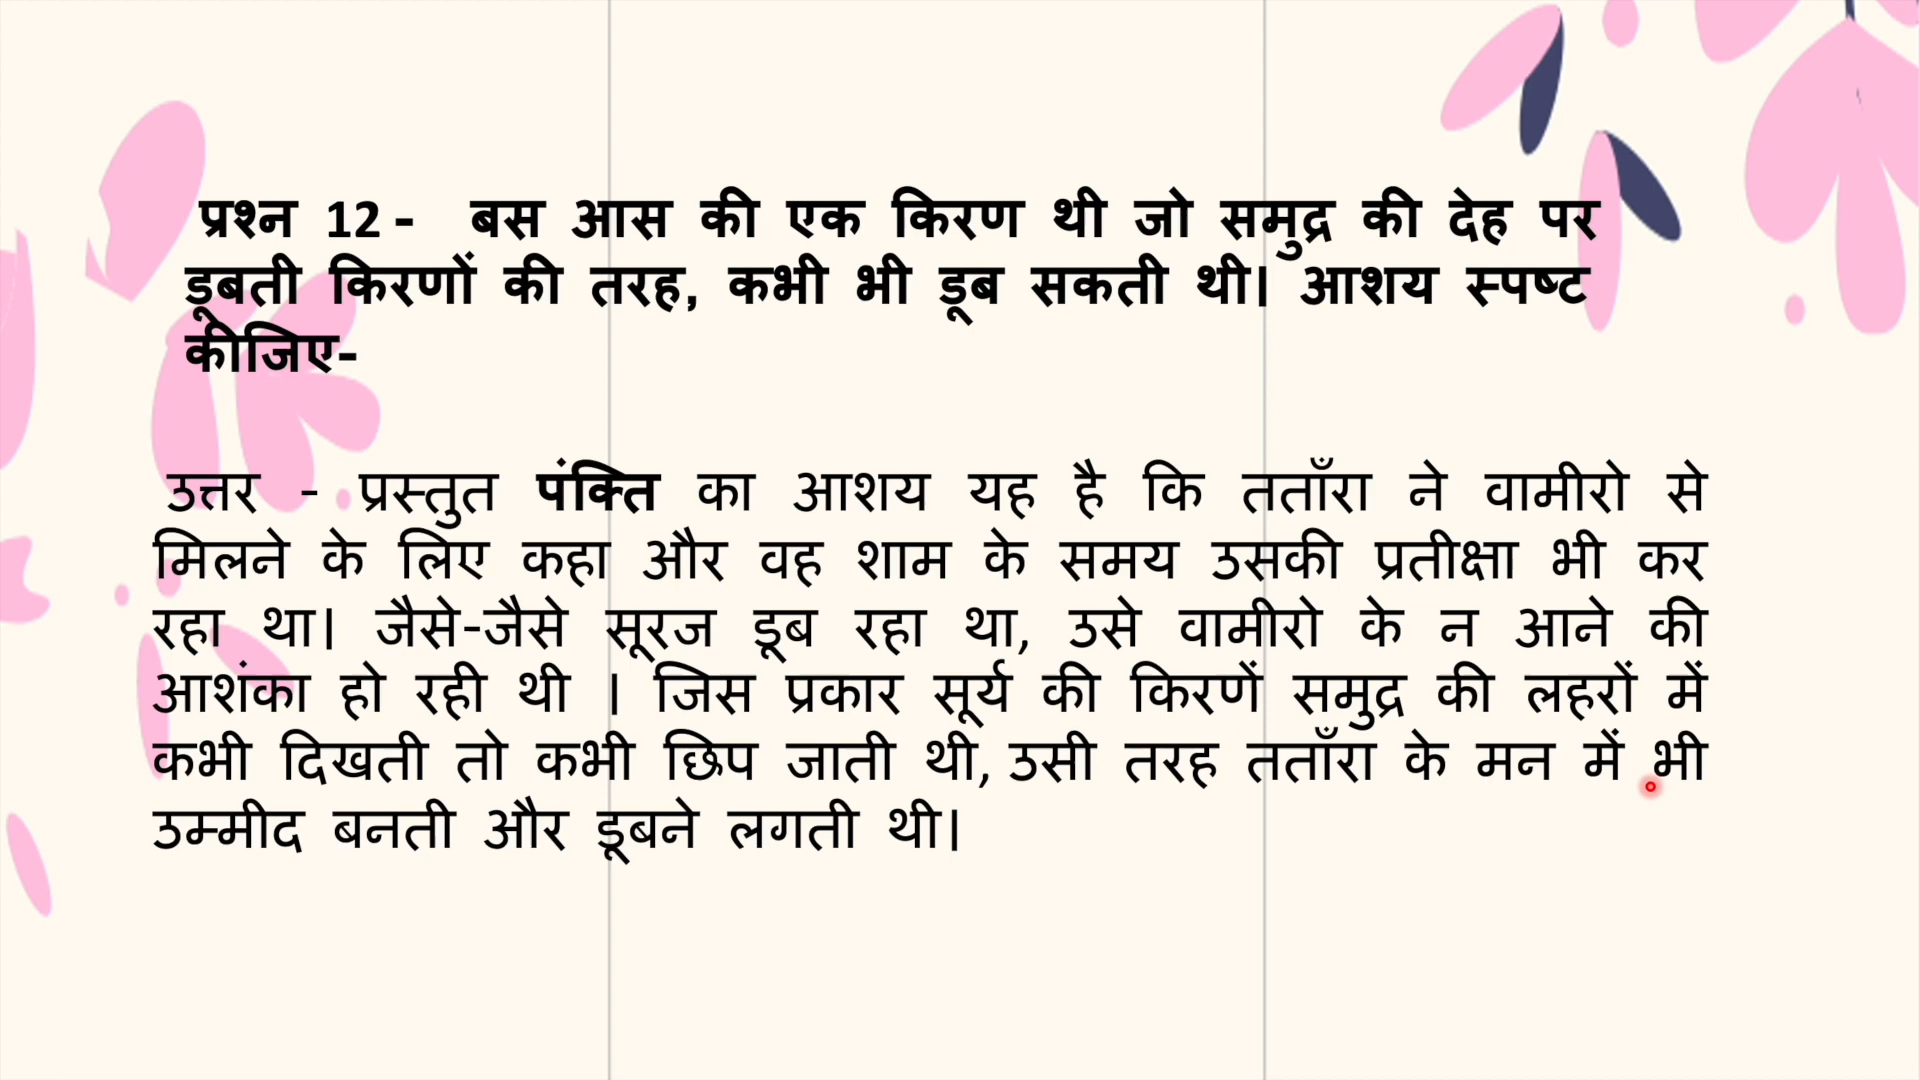 प्रश्न 12 - बस आस की एक किरण थी जो समुद्र की देह पर
डूबती किरणों की तरह, कभी भी डूब सकती थी। आशय स्पष्ट
कीजिए-
उत्तर - प्रस्तुत पंक्ति का आशय यह है कि तताँरा ने वामीरो से
मिलने के लिए कहा और वह शाम के समय उसकी प्रतीक्षा भी कर
रहा था। जैसे-जैसे सूरज डूब रहा था, उसे वामीरो के न आने की
आशंका हो रही थी । जिस प्रकार सूर्य की किरणें समुद्र की लहरों में
कभी दिखती तो कभी छिप जाती थी, उसी तरह तताँरा के मन में भी
उम्मीद बनती और डूबने लगती थी।